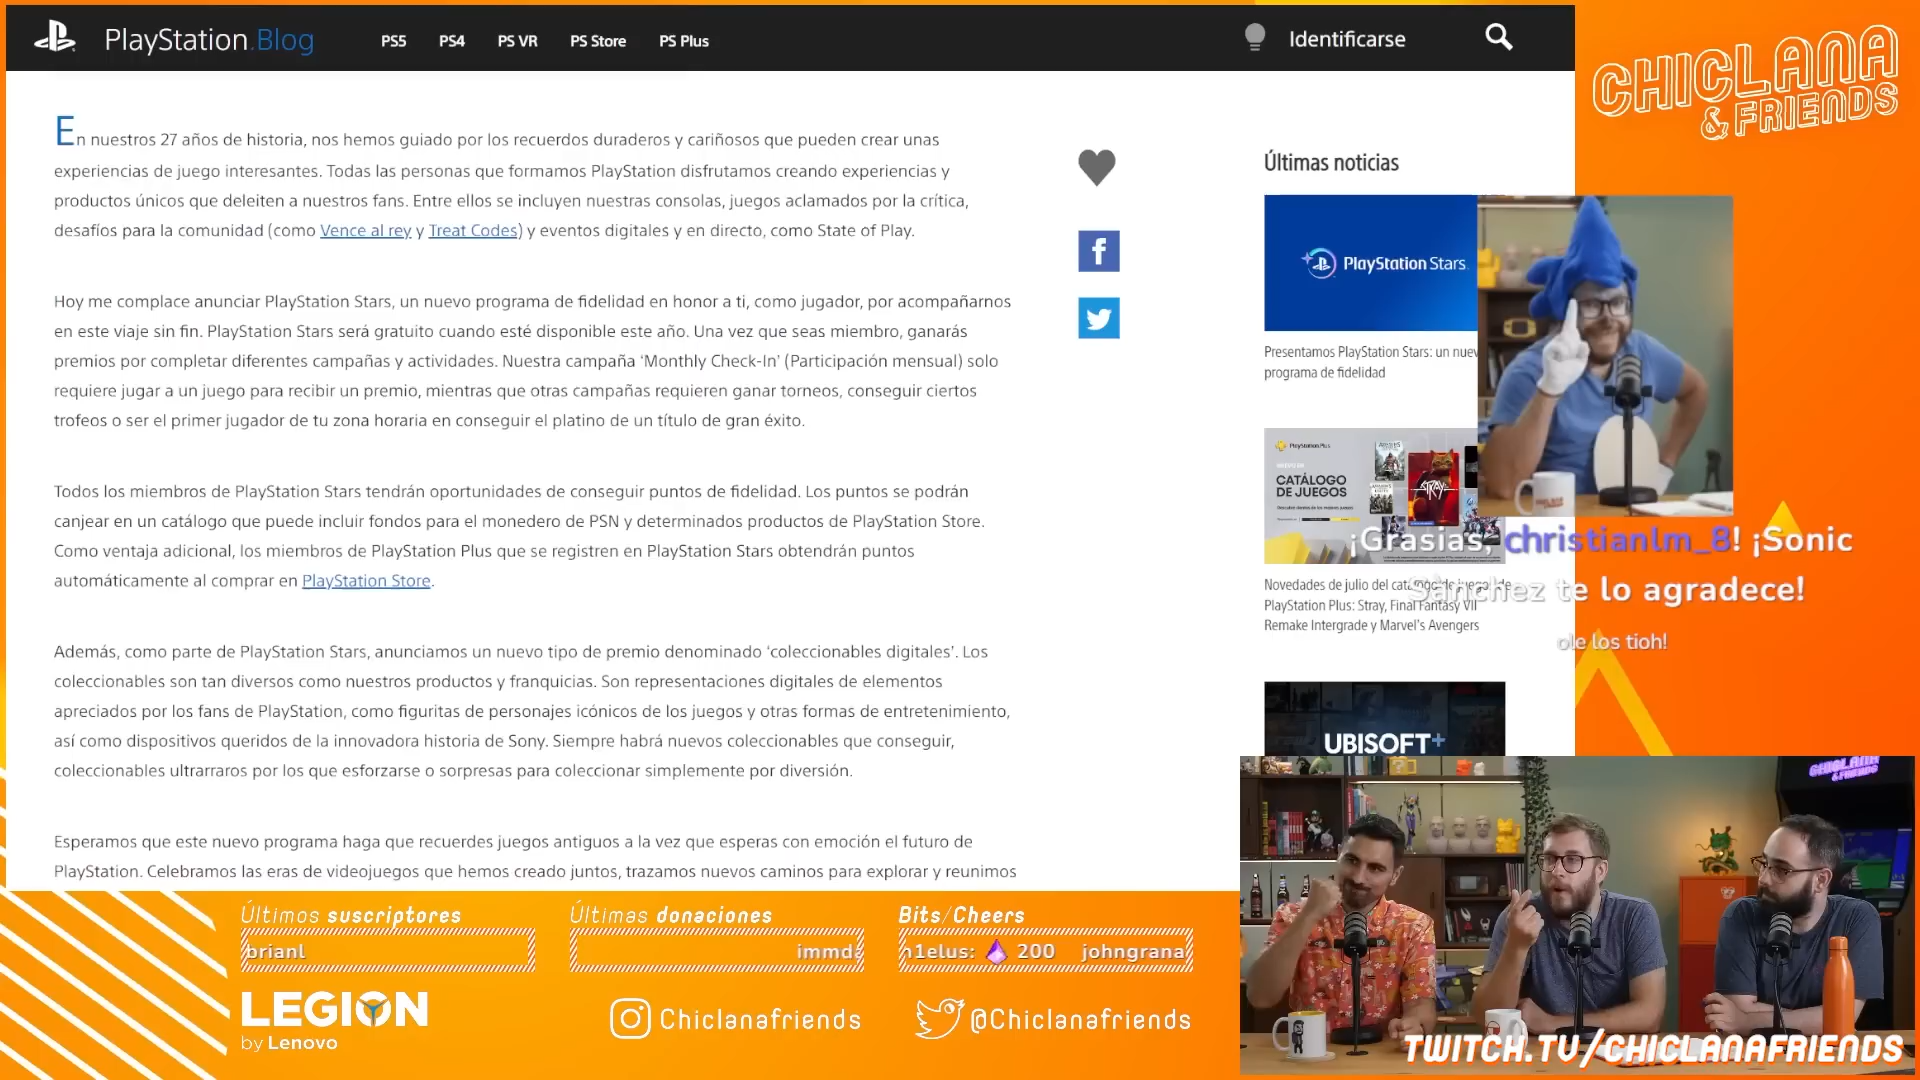 PlayStation.Blog
PS5 PS4 PS VR PS Store PS Plus
Identificarse
CHICLANA
& FRIENDS
En nuestros 27 años de historia, nos hemos guiado por los recuerdos duraderos y cariñosos que pueden crear unas
experiencias de juego interesantes. Todas las personas que formamos PlayStation disfrutamos creando experiencias y
productos únicos que deleiten a nuestros fans. Entre ellos se incluyen nuestras consolas, juegos aclamados por la crítica,
desafíos para la comunidad (como Vence al rey y Treat Codes) y eventos digitales y en directo, como State of Play.
Hoy me complace anunciar PlayStation Stars, un nuevo programa de fidelidad en honor a ti, como jugador, por acompañarnos
en este viaje sin fin. PlayStation Stars será gratuito cuando esté disponible este año. Una vez que seas miembro, ganarás
premios por completar diferentes campañas y actividades. Nuestra campaña ‘Monthly Check-In’ (Participación mensual) solo
requiere jugar a un juego para recibir un premio, mientras que otras campañas requieren ganar torneos, conseguir ciertos
trofeos o ser el primer jugador de tu zona horaria en conseguir el platino de un título de gran éxito.
Todos los miembros de PlayStation Stars tendrán oportunidades de conseguir puntos de fidelidad. Los puntos se podrán
canjear en un catálogo que puede incluir fondos para el monedero de PSN y determinados productos de PlayStation Store.
Como ventaja adicional, los miembros de PlayStation Plus que se registren en PlayStation Stars obtendrán puntos
automáticamente al comprar en PlayStation Store.
Además, como parte de PlayStation Stars, anunciamos un nuevo tipo de premio denominado ‘coleccionables digitales’. Los
coleccionables son tan diversos como nuestros productos y franquicias. Son representaciones digitales de elementos
apreciados por los fans de PlayStation, como figuritas de personajes icónicos de los juegos y otras formas de entretenimiento,
así como dispositivos queridos de la innovadora historia de Sony. Siempre habrá nuevos coleccionables que conseguir,
coleccionables ultrarraros por los que esforzarse o sorpresas para coleccionar simplemente por diversión.
Esperamos que este nuevo programa haga que recuerdes juegos antiguos a la vez que esperas con emoción el futuro de
PlayStation. Celebramos las eras de videojuegos que hemos creado juntos, trazamos nuevos caminos para explorar y reunimos
Últimas noticias
PlayStation Stars
Presentamos PlayStation Stars: un nuev
programa de fidelidad
PlayStation Plus
CATÁLOGO
DE JUEGOS
STRAY
Novedades de julio del catálogo de juegos de
PlayStation Plus: Stray, Final Fantasy VII
Remake Intergrade y Marvel’s Avengers
UBISOFT+
¡Grasias, christianlm_8! ¡Sonic
Sànchez te lo agradece!
ole los tioh!
Últimos suscriptores
brianl
Últimas donaciones
immda
Bits/Cheers
n1elus: 200 johngrana
LEGION
by Lenovo
Chiclanafriends
@Chiclanafriends
CHICLANA
& FRIENDS
TWITCH.TV/CHICLANAFRIENDS